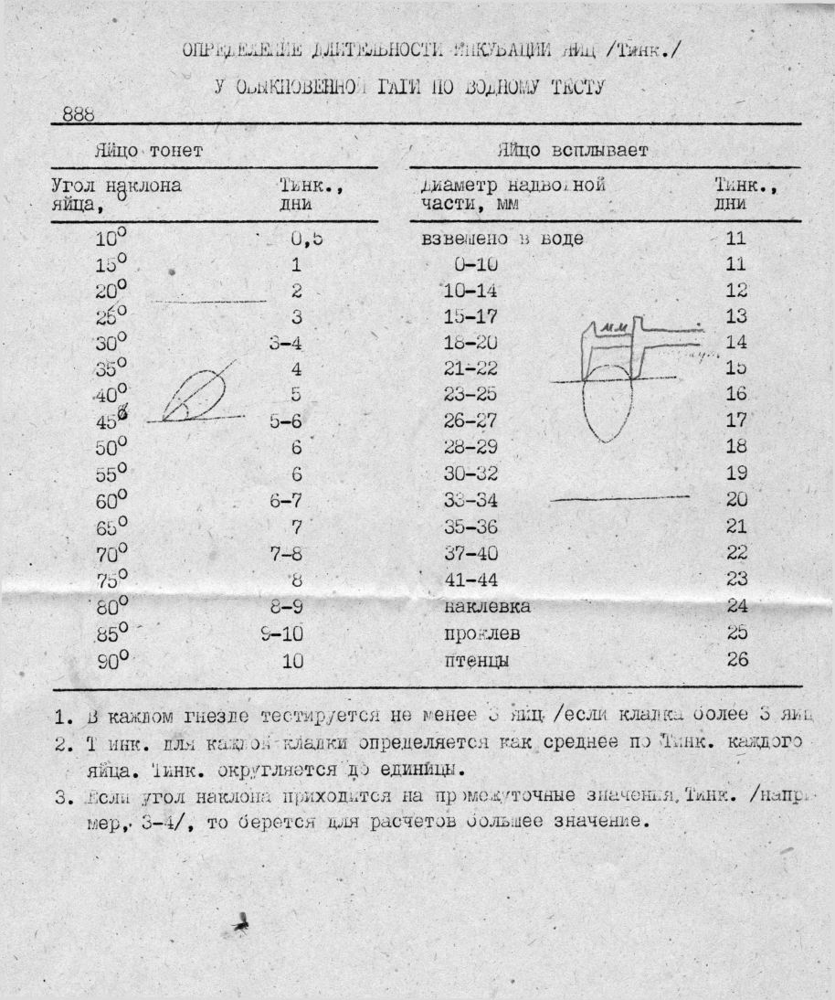 ОПРЕДЕЛЕНИЕ ДЛИТЕЛЬНОСТИ ИНКУБАЦИИ ЯИЦ /Тинк./
У ОБЫКНОВЕННОЙ ГАГИ ПО ВОДНОМУ ТЕСТУ
888
Яйцо тонет Яйцо всплывает
Угол наклона Тинк., Диаметр надводной Тинк.,
яйца, ° дни части, мм дни
10° 0,5 взвешено в воде 11
15° 1 0-10 11
20° 2 10-14 12
25° 3 15-17 13
мм
30° 3-4 18-20 14
35° 4 21-22 15
40° 5 23-25 16
45° 5-6 26-27 17
50° 6 28-29 18
55° 6 30-32 19
60° 6-7 33-34 20
65° 7 35-36 21
70° 7-8 37-40 22
75° 8 41-44 23
80° 8-9 наклевка 24
85° 9-10 проклев 25
90° 10 птенцы 26
1. В каждом гнезде тестируется не менее 3 яиц /если кладка более 3 яиц
2. Т инк. для каждой кладки определяется как среднее по Тинк. каждого
яйца. Тинк. округляется до единицы.
3. Если угол наклона приходится на промежуточные значения Тинк. /напри-
мер, 3-4/, то берется для расчетов большее значение.